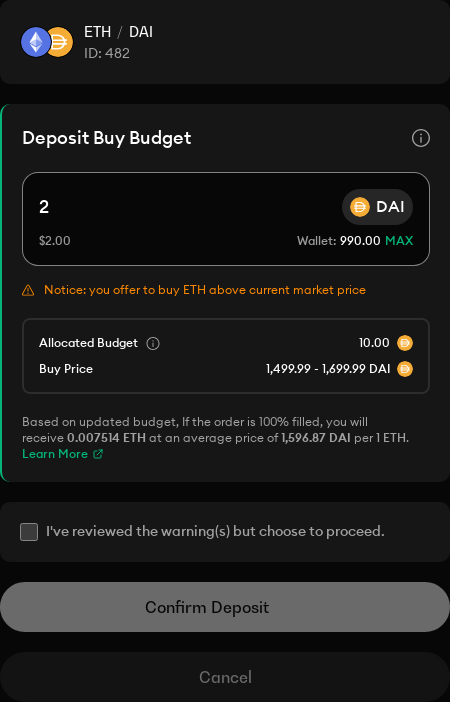 ETH / DAI
ID: 482
Deposit Buy Budget
2
DAI
$2.00
Wallet: 990.00 MAX
Notice: you offer to buy ETH above current market price
Allocated Budget
10.00
Buy Price
1,499.99 - 1,699.99 DAI
Based on updated budget, If the order is 100% filled, you will
receive 0.007514 ETH at an average price of 1,596.87 DAI per 1 ETH.
Learn More
I've reviewed the warning(s) but choose to proceed.
Confirm Deposit
Cancel